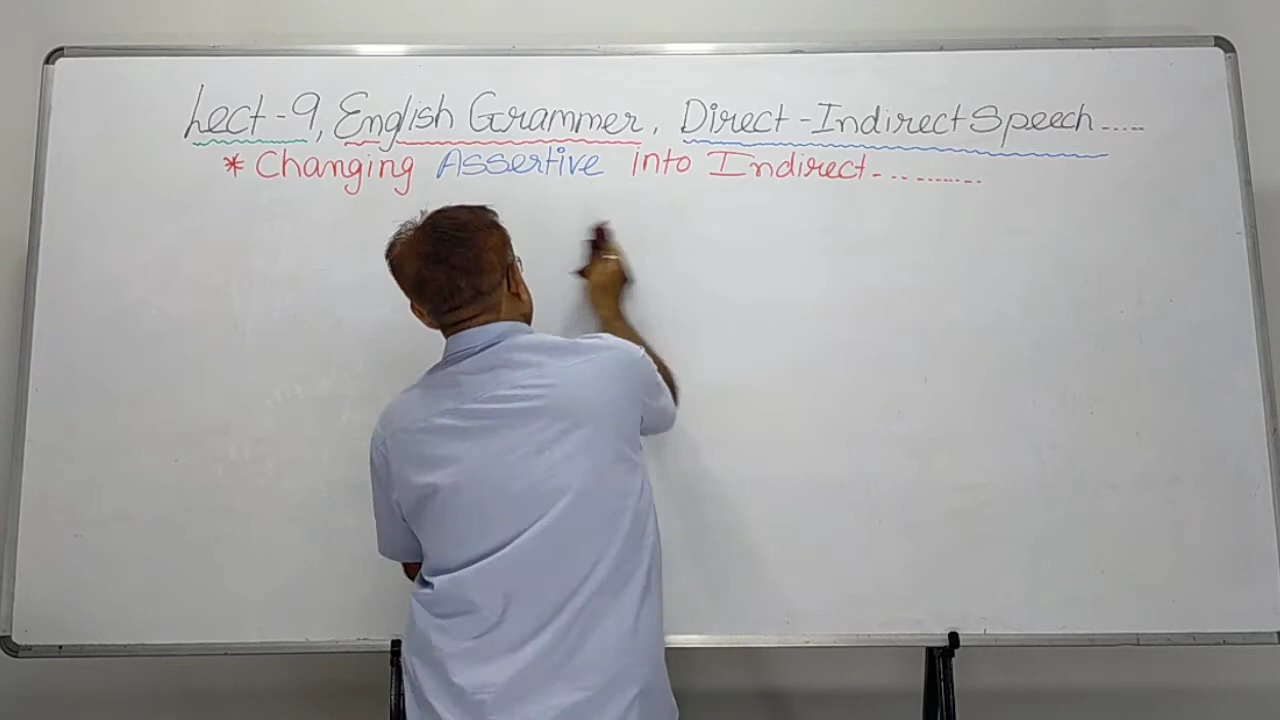 Lect-9, English Grammer, Direct-Indirect Speech.....
* Changing Assertive into Indirect..........